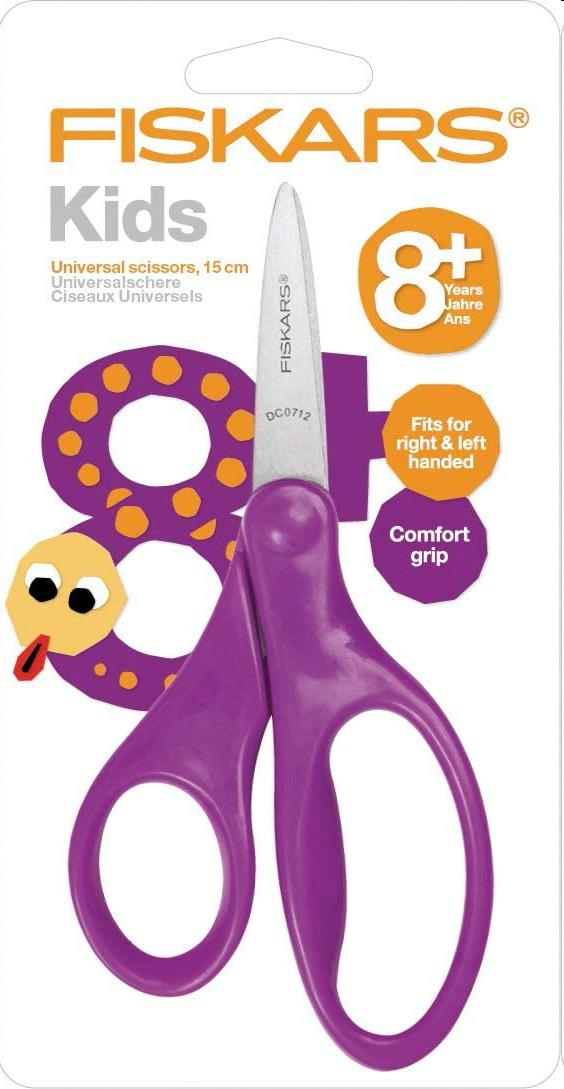 FISKARS®
Kids
Universal scissors, 15 cm
Universalschere
Ciseaux Universels
8+
Years
Jahre
Ans
FISKARS®
DC0712
Fits for
right & left
handed
Comfort
grip